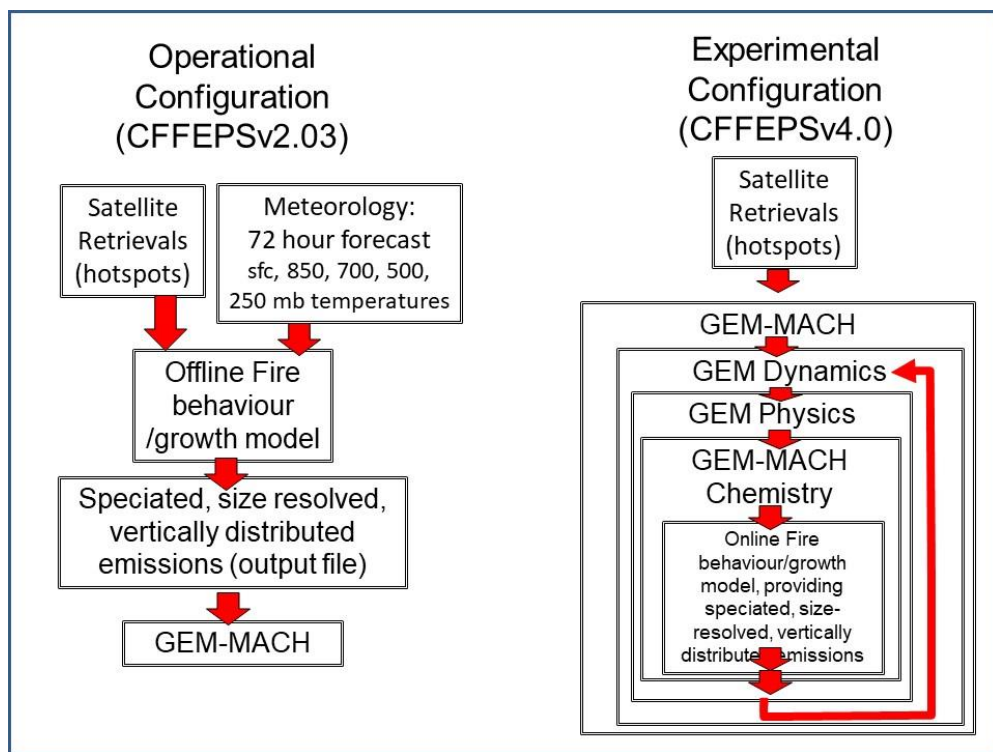 Operational
Configuration
(CFFEPSv2.03)
Satellite
Retrievals
(hotspots)
Meteorology:
72 hour forecast
sfc, 850, 700, 500,
250 mb temperatures
Offline Fire
behaviour
/growth model
Speciated, size resolved,
vertically distributed
emissions (output file)
GEM-MACH
Experimental
Configuration
(CFFEPSv4.0)
Satellite
Retrievals
(hotspots)
GEM-MACH
GEM Dynamics
GEM Physics
GEM-MACH
Chemistry
Online Fire
behaviour/growth
model, providing
speciated, size-
resolved, vertically
distributed emissions